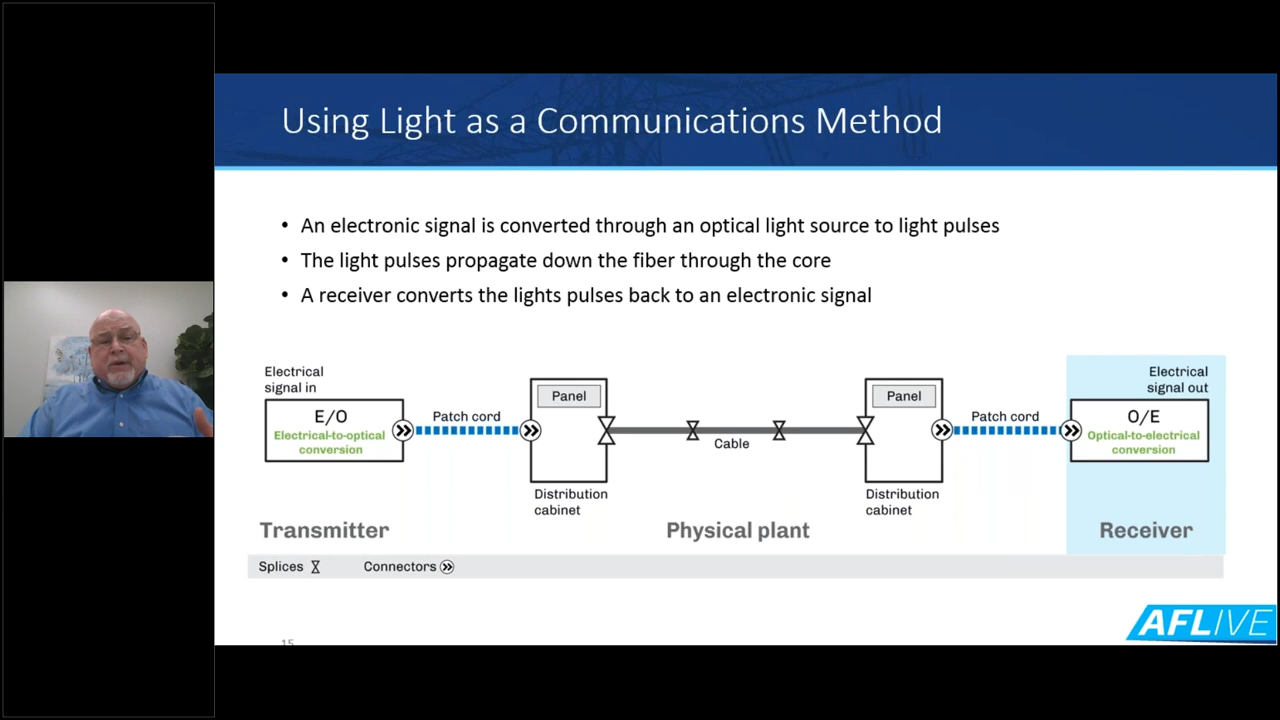 Using Light as a Communications Method
• An electronic signal is converted through an optical light source to light pulses
• The light pulses propagate down the fiber through the core
• A receiver converts the lights pulses back to an electronic signal
Electrical
signal in
E/O
Electrical-to-optical
conversion
Patch cord
Panel
Distribution
cabinet
Cable
Panel
Distribution
cabinet
Patch cord
Electrical
signal out
O/E
Optical-to-electrical
conversion
Transmitter
Physical plant
Receiver
Splices
Connectors
AFLIVE
15